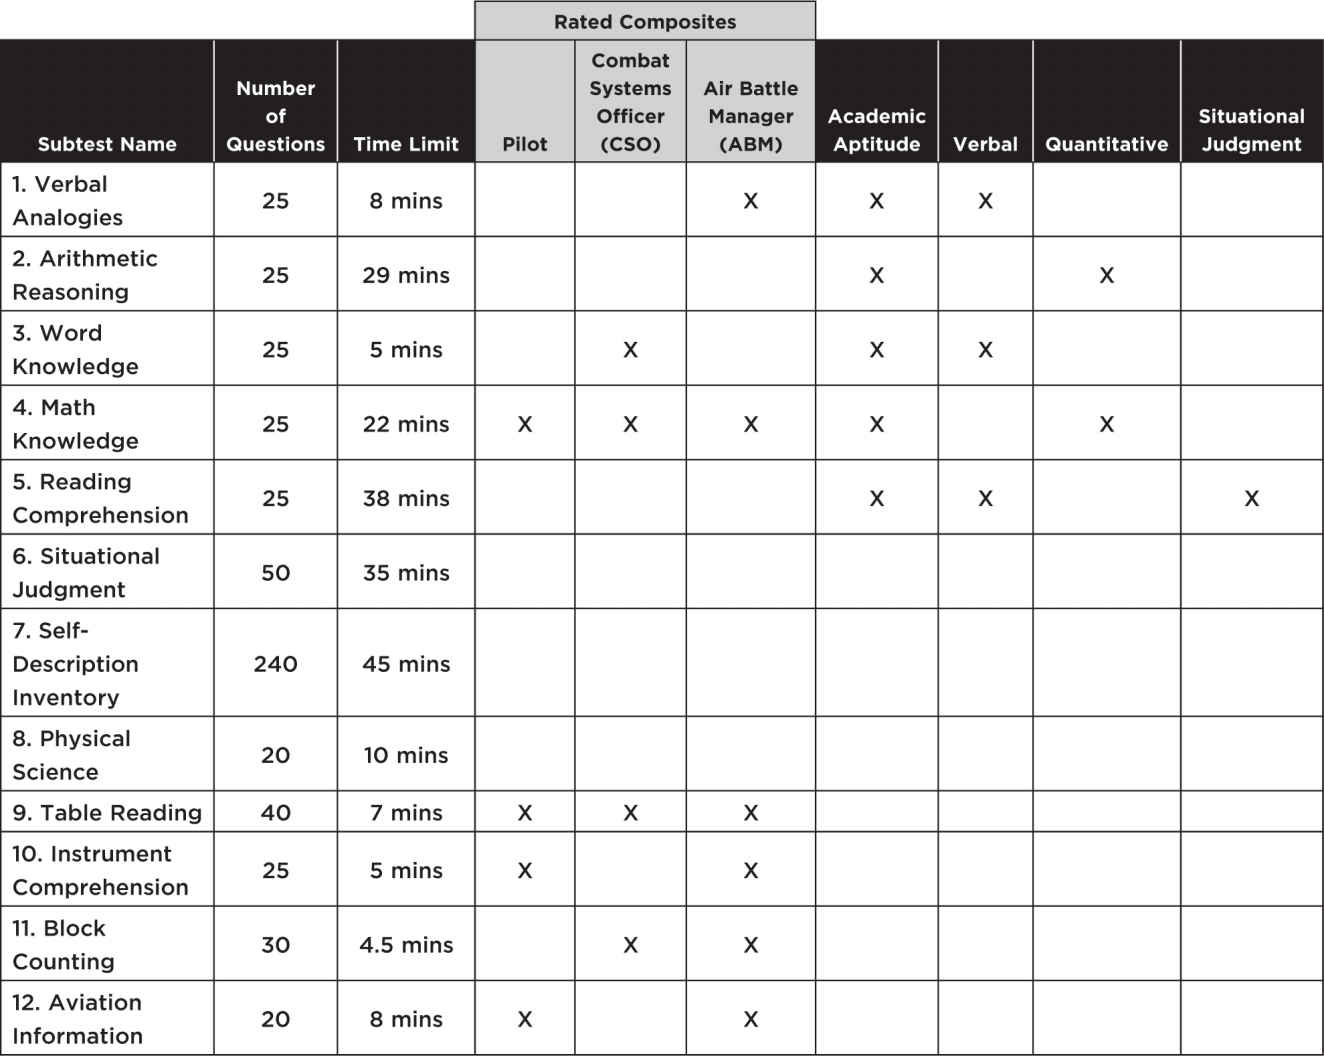 Rated Composites
Subtest Name
Number
of
Questions
Time Limit
Pilot
Combat
Systems
Officer
(CSO)
Air Battle
Manager
(ABM)
Academic
Aptitude
Verbal
Quantitative
Situational
Judgment
1. Verbal
Analogies
25
8 mins
X
X
X
2. Arithmetic
Reasoning
25
29 mins
X
X
3. Word
Knowledge
25
5 mins
X
X
X
4. Math
Knowledge
25
22 mins
X
X
X
X
X
5. Reading
Comprehension
25
38 mins
X
X
X
6. Situational
Judgment
50
35 mins
7. Self-
Description
Inventory
240
45 mins
8. Physical
Science
20
10 mins
9. Table Reading
40
7 mins
X
X
X
10. Instrument
Comprehension
25
5 mins
X
X
11. Block
Counting
30
4.5 mins
X
X
12. Aviation
Information
20
8 mins
X
X